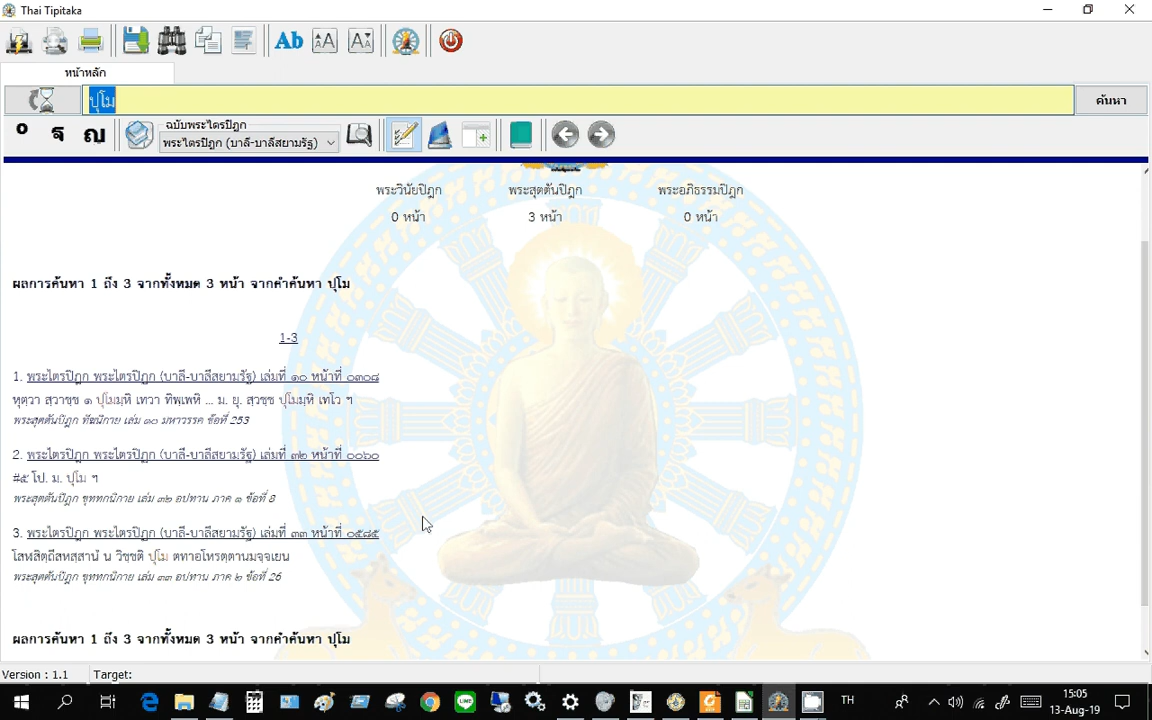 Thai Tipitaka
Ab AA AA
หน้าหลัก
ปุโม
ค้นหา
ํ ฐ ญ
ฉบับพระไตรปิฎก
พระไตรปิฎก (บาลี-บาลีสยามรัฐ)
พระวินัยปิฎก พระสุตตันปิฎก พระอภิธรรมปิฎก
0 หน้า 3 หน้า 0 หน้า
ผลการค้นหา 1 ถึง 3 จากทั้งหมด 3 หน้า จากคำค้นหา ปุโม
1-3
1. พระไตรปิฎก พระไตรปิฎก (บาลี-บาลีสยามรัฐ) เล่มที่ ๑๐ หน้าที่ ๐๓๐๘
หุตฺวา สฺวาชฺช ๑ ปุโมมฺหิ เทวา ทิพฺเพหิ ... ม. ยุ. สฺวชฺช ปุโมมฺหิ เทโว ฯ
พระสุตตันปิฎก ทีฆนิกาย เล่ม ๑๐ มหาวรรค ข้อที่ 253
2. พระไตรปิฎก พระไตรปิฎก (บาลี-บาลีสยามรัฐ) เล่มที่ ๓๒ หน้าที่ ๐๐๖๐
#๕ โป. ม. ปุโม ฯ
พระสุตตันปิฎก ขุททกนิกาย เล่ม ๓๒ อปทาน ภาค ๑ ข้อที่ 8
3. พระไตรปิฎก พระไตรปิฎก (บาลี-บาลีสยามรัฐ) เล่มที่ ๓๓ หน้าที่ ๐๕๘๕
โสฬสิตฺถีสหสฺสานํ น วิชฺชติ ปุโม ตทาอโหรตฺตานมจฺจเยน
พระสุตตันปิฎก ขุททกนิกาย เล่ม ๓๓ อปทาน ภาค ๒ ข้อที่ 26
ผลการค้นหา 1 ถึง 3 จากทั้งหมด 3 หน้า จากคำค้นหา ปุโม
Version : 1.1 Target:
LINE TH 15:05
13-Aug-19